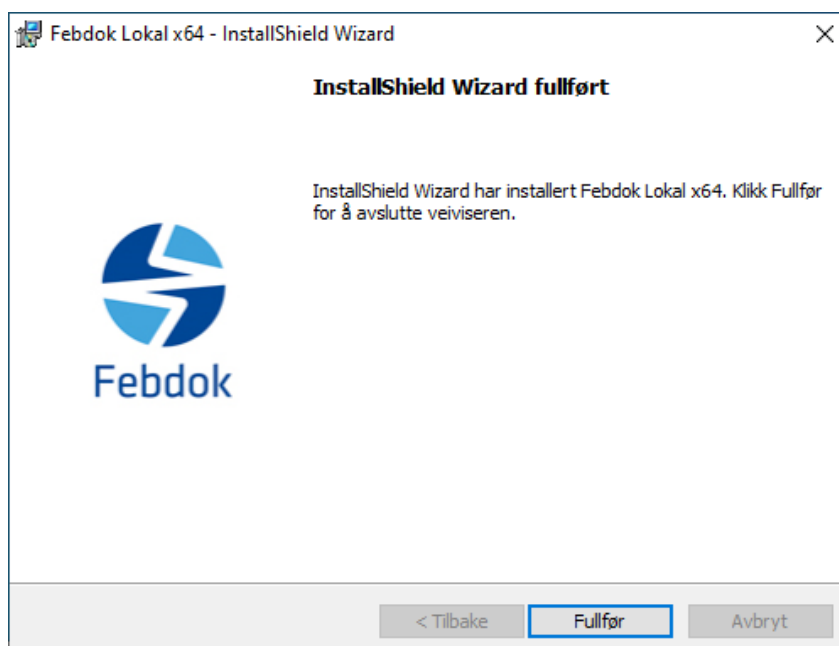 Febdok Lokal x64 - InstallShield Wizard
InstallShield Wizard fullført
InstallShield Wizard har installert Febdok Lokal x64. Klikk Fullfør
for å avslutte veiviseren.
Febdok
< Tilbake
Fullfør
Avbryt